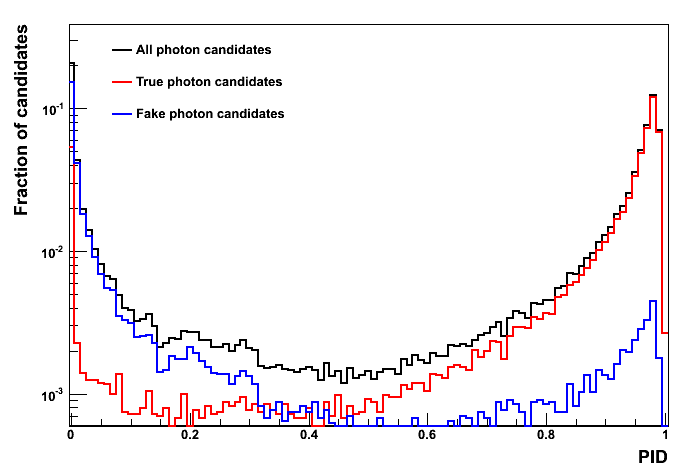 Fraction of candidates
All photon candidates
True photon candidates
Fake photon candidates
10-1
10-2
10-3
0 0.2 0.4 0.6 0.8 1
PID